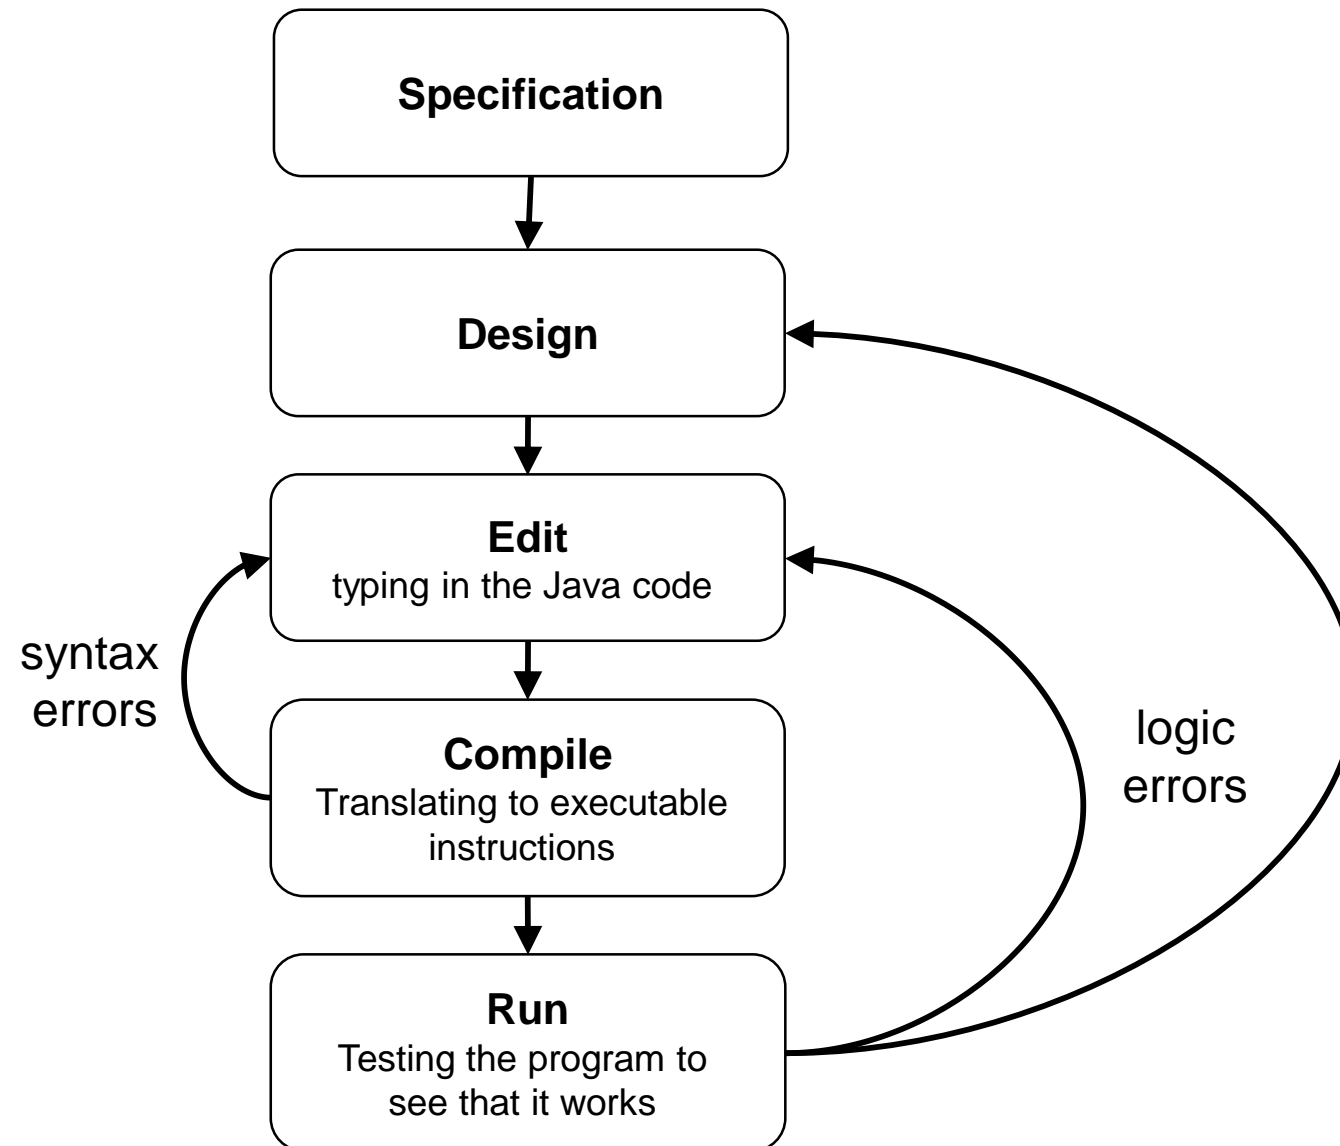 Specification
Design
Edit
typing in the Java code
syntax
errors
Compile
Translating to executable
instructions
logic
errors
Run
Testing the program to
see that it works